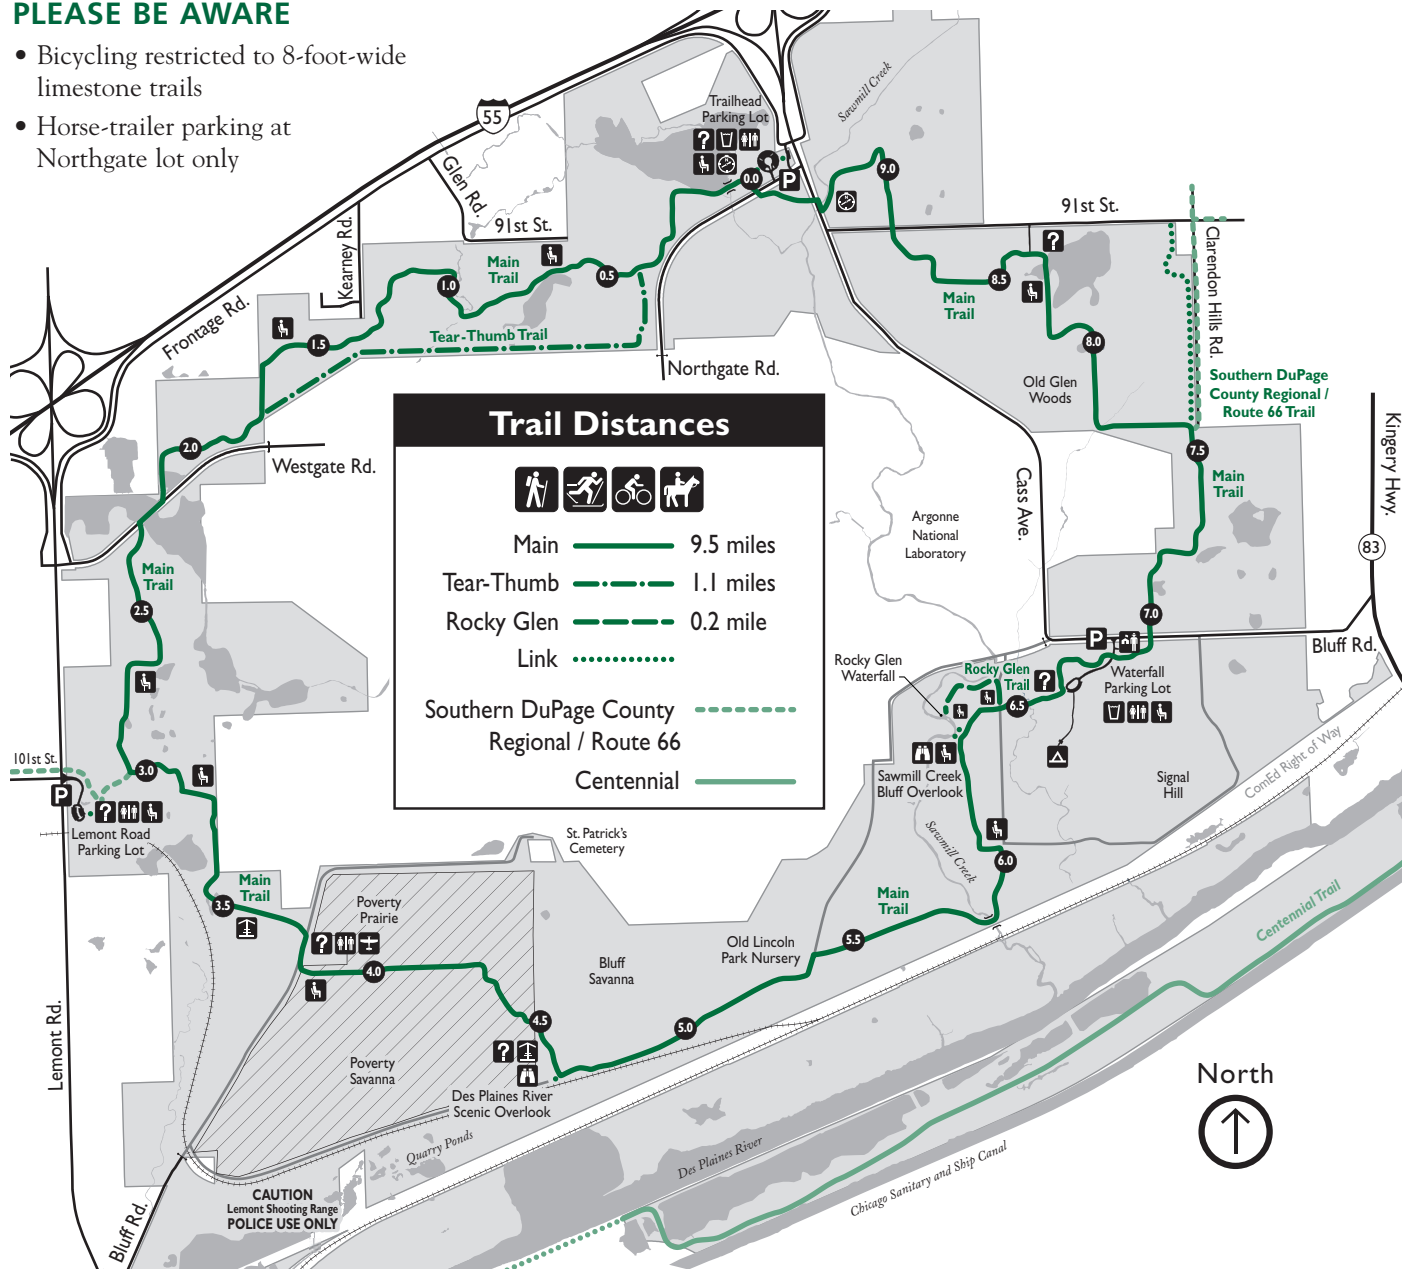 PLEASE BE AWARE
• Bicycling restricted to 8-foot-wide
limestone trails
• Horse-trailer parking at
Northgate lot only
55
Trailhead
Parking Lot
?
P
0.0
Sawmill Creek
9.0
91st St.
Glen Rd.
91st St.
Kearney Rd.
Frontage Rd.
Main
Trail
0.5
1.0
1.5
Tear-Thumb Trail
Northgate Rd.
?
8.5
Main
Trail
8.0
Old Glen
Woods
Clarendon Hills Rd.
Southern DuPage
County Regional /
Route 66 Trail
Kingery Hwy.
83
7.5
Main
Trail
2.0
Westgate Rd.
Trail Distances
Main 9.5 miles
Tear-Thumb 1.1 miles
Rocky Glen 0.2 mile
Link
Southern DuPage County
Regional / Route 66
Centennial
Cass Ave.
Argonne
National
Laboratory
Main
Trail
2.5
7.0
P
Bluff Rd.
Rocky Glen
Waterfall
Rocky Glen
Trail
?
6.5
Waterfall
Parking Lot
Sawmill Creek
Bluff Overlook
Signal
Hill
ComEd Right of Way
101st St.
3.0
P
?
Lemont Road
Parking Lot
St. Patrick's
Cemetery
Sawmill Creek
6.0
Main
Trail
3.5
Poverty
Prairie
?
4.0
Main
Trail
5.5
Old Lincoln
Park Nursery
Bluff
Savanna
Centennial Trail
Lemont Rd.
4.5
5.0
?
Poverty
Savanna
Des Plaines River
Scenic Overlook
North
Quarry Ponds
Des Plaines River
Chicago Sanitary and Ship Canal
CAUTION
Lemont Shooting Range
POLICE USE ONLY
Bluff Rd.